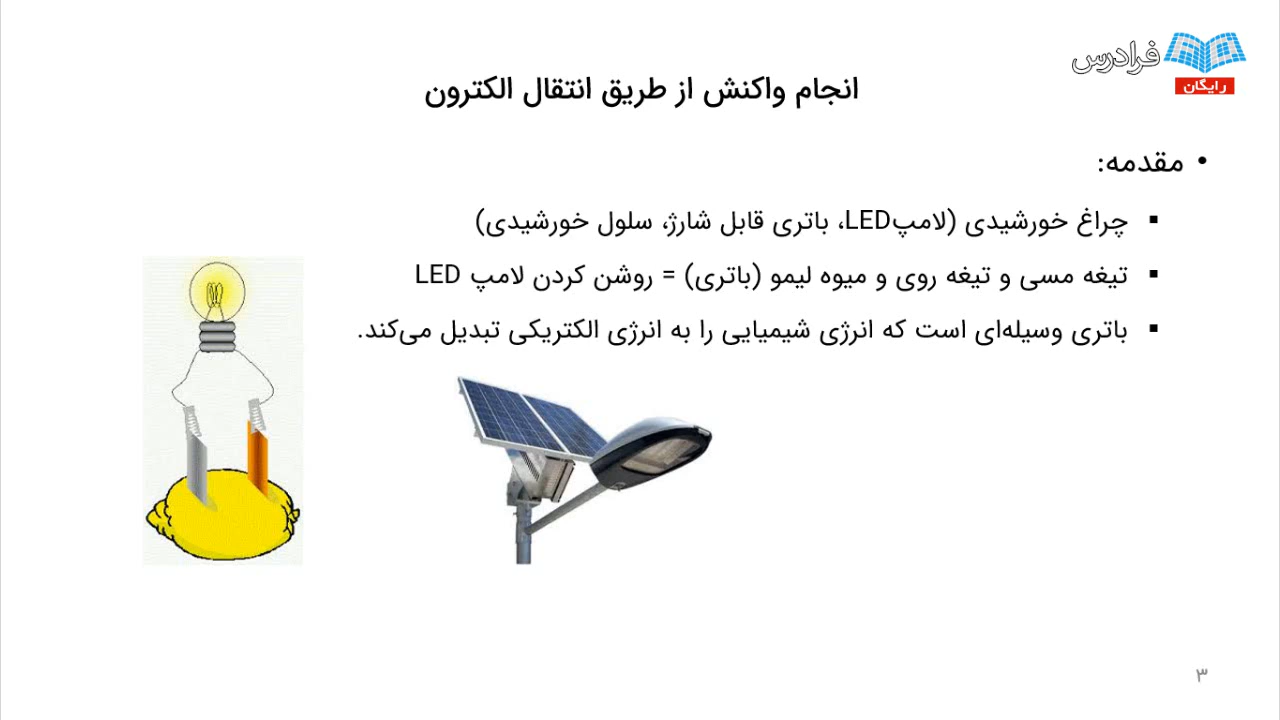 فرادرس
رایگان
انجام واکنش از طریق انتقال الکترون
• مقدمه:
▪ چراغ خورشیدی (لامپLED، باتری قابل شارژ، سلول خورشیدی)
▪ تیغه مسی و تیغه روی و میوه لیمو (باتری) = روشن کردن لامپ LED
▪ باتری وسیله‌ای است که انرژی شیمیایی را به انرژی الکتریکی تبدیل می‌کند.
۳